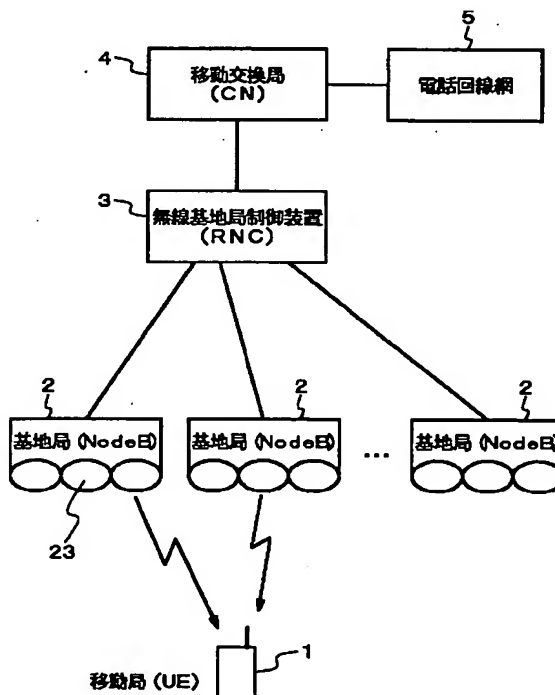 5
4
移動交換局
(CN)
電話回線網
3
無線基地局制御装置
(RNC)
2
2
2
基地局(NodeB)
基地局(NodeB)
基地局(NodeB)
...
23
1
移動局(UE)